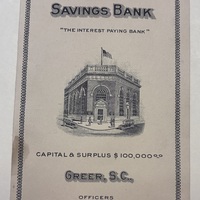 SAVINGS BANK
"THE INTEREST PAYING BANK"
CAPITAL & SURPLUS $100,000.00
GREER, S.C.,
OFFICERS